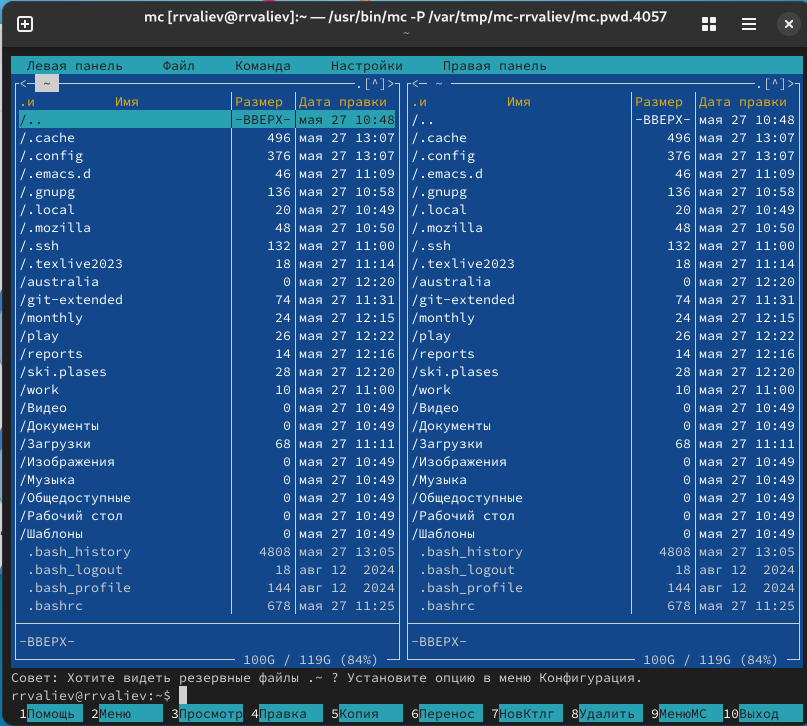 mc [rrvaliev@rrvaliev]:~ — /usr/bin/mc -P /var/tmp/mc-rrvaliev/mc.pwd.4057
~
Левая панель Файл Команда Настройки Правая панель
<— ~ .[^]> <— ~ .[^]>
.и Имя Размер Дата правки .и Имя Размер Дата правки
/.. -ВВЕРХ- мая 27 10:48 /.. -ВВЕРХ- мая 27 10:48
/.cache 496 мая 27 13:07 /.cache 496 мая 27 13:07
/.config 376 мая 27 13:07 /.config 376 мая 27 13:07
/.emacs.d 46 мая 27 11:09 /.emacs.d 46 мая 27 11:09
/.gnupg 136 мая 27 10:58 /.gnupg 136 мая 27 10:58
/.local 20 мая 27 10:49 /.local 20 мая 27 10:49
/.mozilla 48 мая 27 10:50 /.mozilla 48 мая 27 10:50
/.ssh 132 мая 27 11:00 /.ssh 132 мая 27 11:00
/.texlive2023 18 мая 27 11:14 /.texlive2023 18 мая 27 11:14
/australia 0 мая 27 12:20 /australia 0 мая 27 12:20
/git-extended 74 мая 27 11:31 /git-extended 74 мая 27 11:31
/monthly 24 мая 27 12:15 /monthly 24 мая 27 12:15
/play 26 мая 27 12:22 /play 26 мая 27 12:22
/reports 14 мая 27 12:16 /reports 14 мая 27 12:16
/ski.plases 28 мая 27 12:20 /ski.plases 28 мая 27 12:20
/work 10 мая 27 11:00 /work 10 мая 27 11:00
/Видео 0 мая 27 10:49 /Видео 0 мая 27 10:49
/Документы 0 мая 27 10:49 /Документы 0 мая 27 10:49
/Загрузки 68 мая 27 11:11 /Загрузки 68 мая 27 11:11
/Изображения 0 мая 27 10:49 /Изображения 0 мая 27 10:49
/Музыка 0 мая 27 10:49 /Музыка 0 мая 27 10:49
/Общедоступные 0 мая 27 10:49 /Общедоступные 0 мая 27 10:49
/Рабочий стол 0 мая 27 10:49 /Рабочий стол 0 мая 27 10:49
/Шаблоны 0 мая 27 10:49 /Шаблоны 0 мая 27 10:49
.bash_history 4808 мая 27 13:05 .bash_history 4808 мая 27 13:05
.bash_logout 18 авг 12 2024 .bash_logout 18 авг 12 2024
.bash_profile 144 авг 12 2024 .bash_profile 144 авг 12 2024
.bashrc 678 мая 27 11:25 .bashrc 678 мая 27 11:25
-ВВЕРХ- -ВВЕРХ-
100G / 119G (84%) 100G / 119G (84%)
Совет: Хотите видеть резервные файлы .~ ? Установите опцию в меню Конфигурация.
rrvaliev@rrvaliev:~$
1Помощь 2Меню 3Просмотр 4Правка 5Копия 6Перенос 7НовКтлг 8Удалить 9МенюМС 10Выход